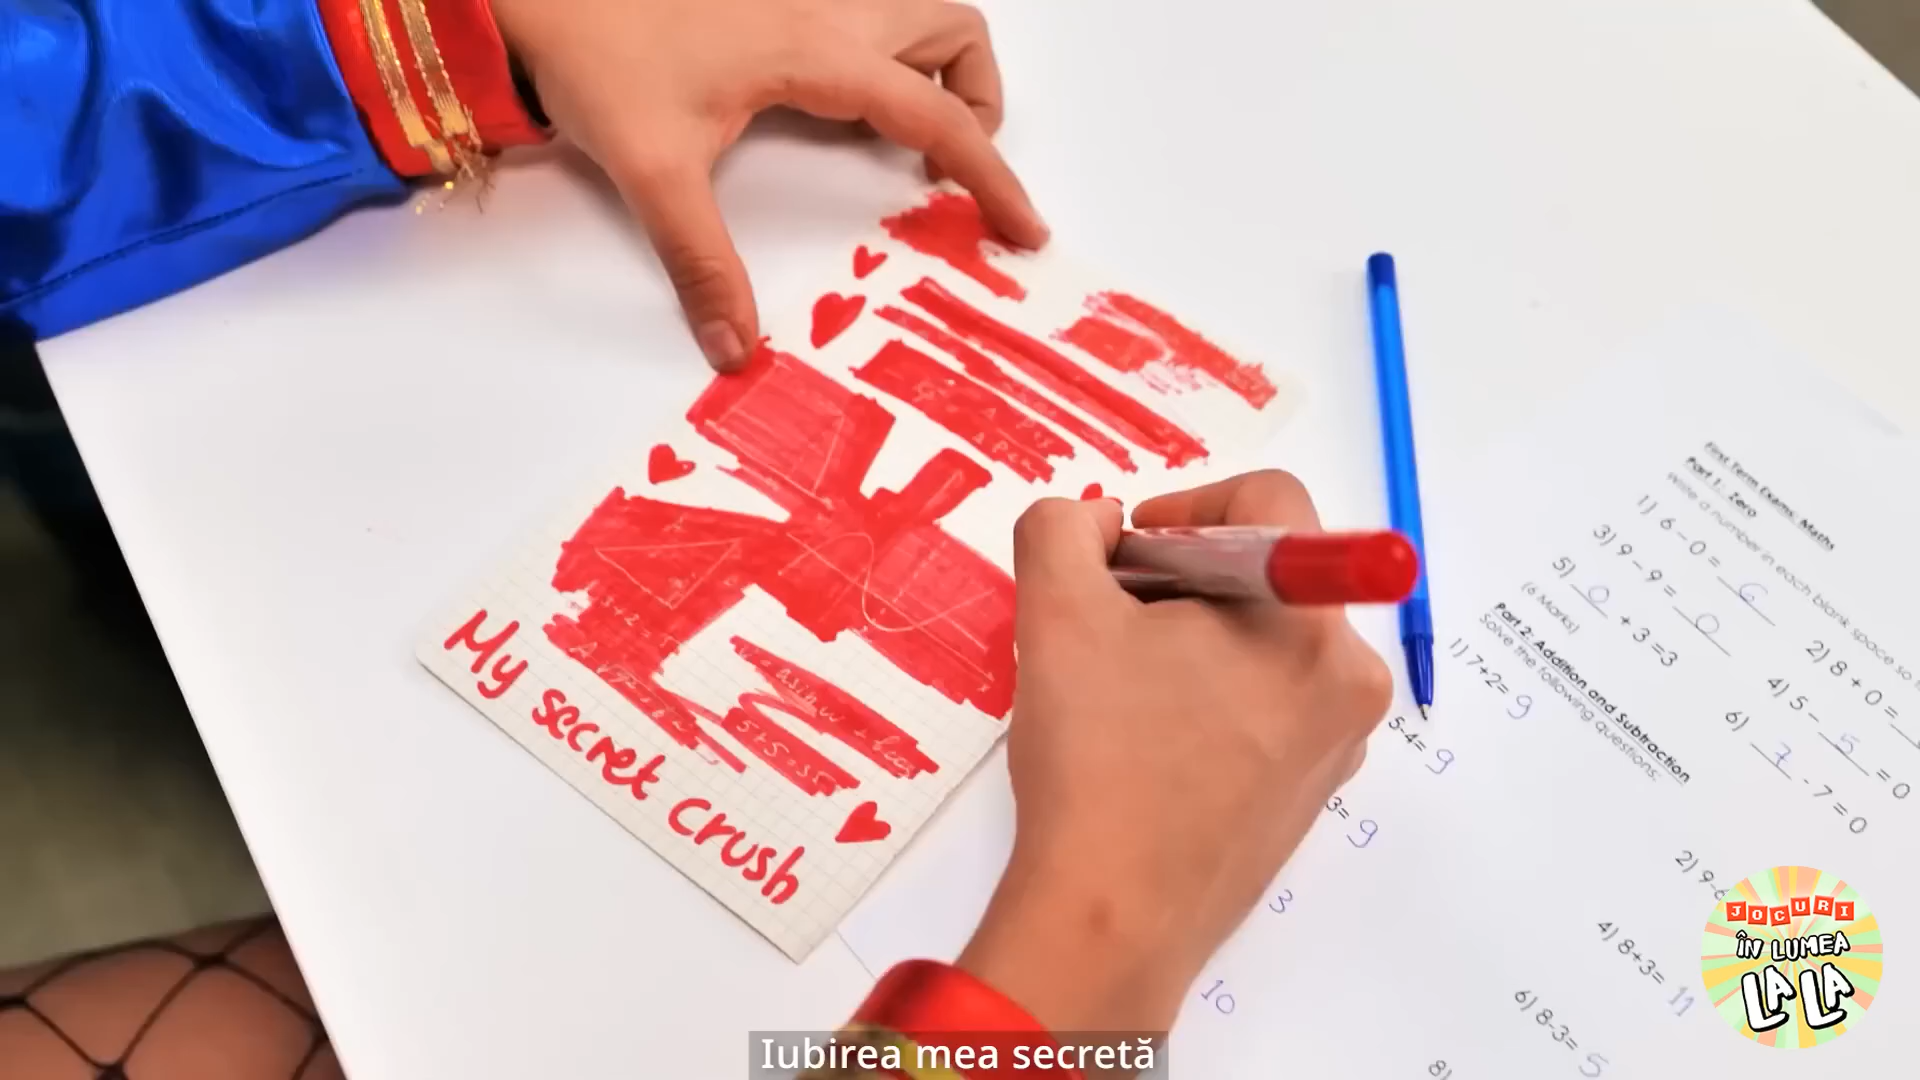 My secret crush
First Term Exams: Maths
Part 1: Zero
Write a number in each blank space so
1) 6 - 0 = 6
2) 8 + 0 =
3) 9 - 9 = 0
4) 5 - 5 = 0
5) 0 + 3 =3
6) 7 - 7 = 0
(6 Marks)
Part 2: Addition and Subtraction
Solve the following questions:
1) 7+2= 9
2) 9-6
5-4= 9
3= 9
4) 8+3= 11
3
6) 8-3= 5
10
8)
5+5=35
JOCURI
ÎN LUMEA
LA LA
Iubirea mea secretă